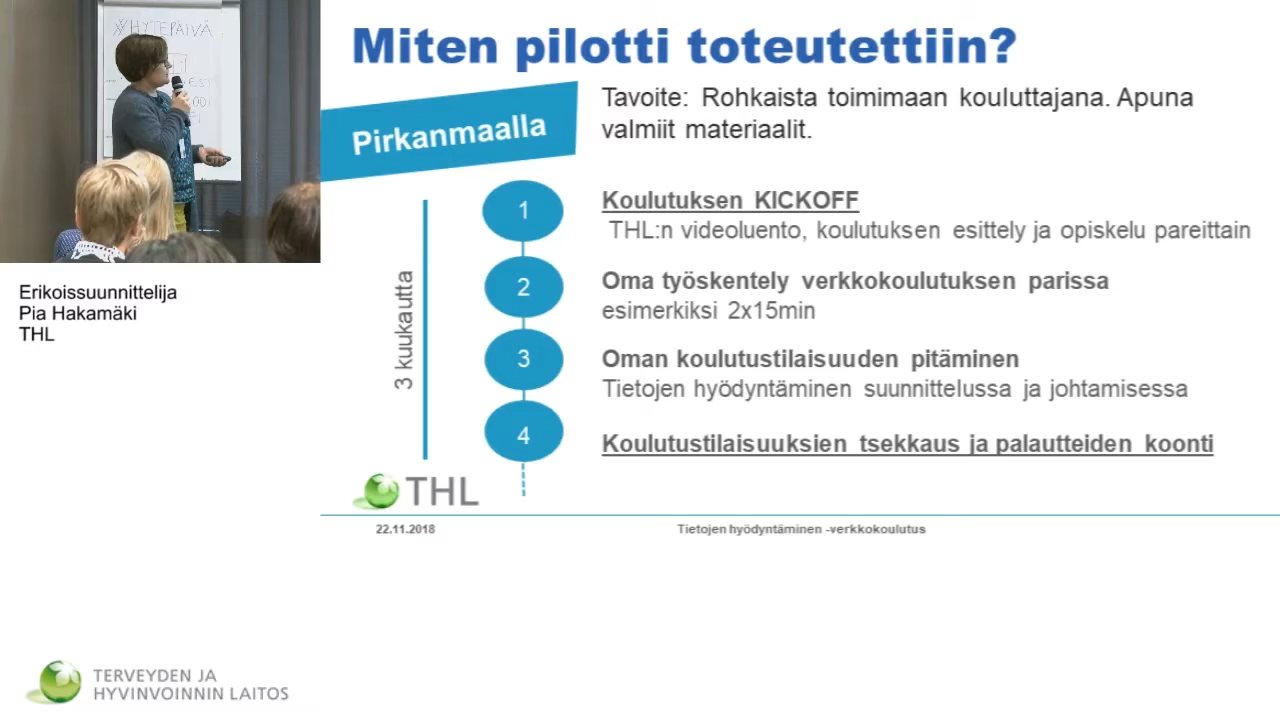 #HYTEPÄIVÄ
Erikoissuunnittelija
Pia Hakamäki
THL
Miten pilotti toteutettiin?
Pirkanmaalla
Tavoite: Rohkaista toimimaan kouluttajana. Apuna
valmiit materiaalit.
3 kuukautta
1
Koulutuksen KICKOFF
THL:n videoluento, koulutuksen esittely ja opiskelu pareittain
2
Oma työskentely verkkokoulutuksen parissa
esimerkiksi 2x15min
3
Oman koulutustilaisuuden pitäminen
Tietojen hyödyntäminen suunnittelussa ja johtamisessa
4
Koulutustilaisuuksien tsekkaus ja palautteiden koonti
THL
22.11.2018
Tietojen hyödyntäminen -verkkokoulutus
TERVEYDEN JA
HYVINVOINNIN LAITOS